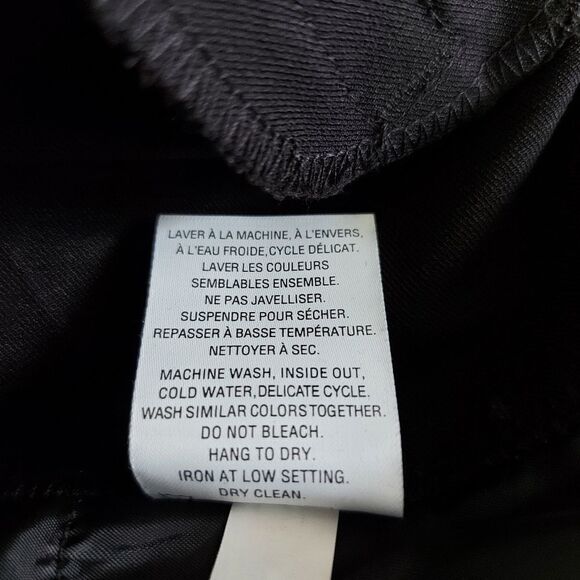 LAVER À LA MACHINE, À L'ENVERS,
À L'EAU FROIDE,CYCLE DÉLICAT.
LAVER LES COULEURS
SEMBLABLES ENSEMBLE.
NE PAS JAVELLISER.
SUSPENDRE POUR SÉCHER.
REPASSER À BASSE TEMPÉRATURE.
NETTOYER À SEC.
MACHINE WASH, INSIDE OUT,
COLD WATER,DELICATE CYCLE.
WASH SIMILAR COLORS TOGETHER.
DO NOT BLEACH.
HANG TO DRY.
IRON AT LOW SETTING.
DRY CLEAN.